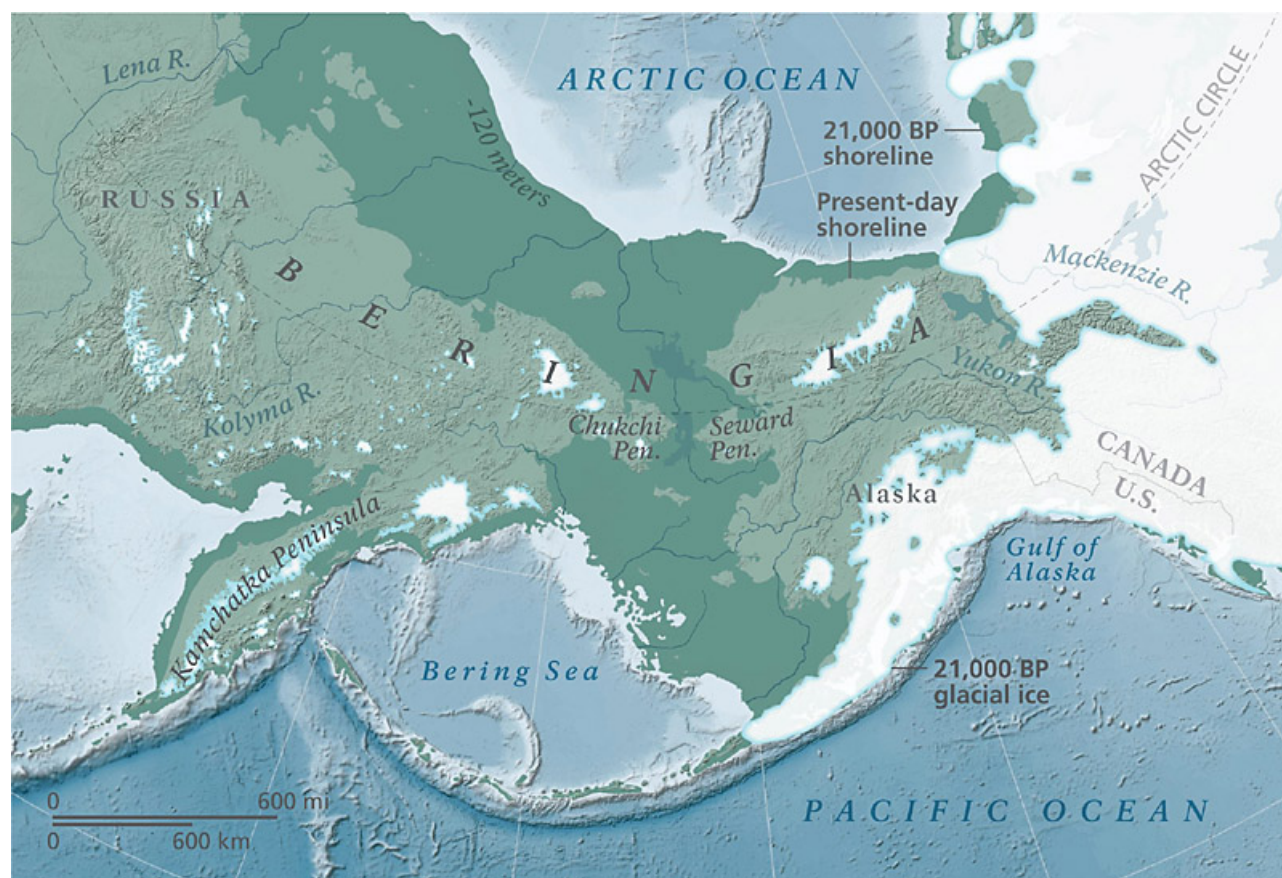 Lena R.
ARCTIC OCEAN
ARCTIC CIRCLE
-120 meters
21,000 BP
shoreline
RUSSIA
Present-day
shoreline
Mackenzie R.
BERINGIA
Yukon R.
Kolyma R.
Chukchi
Pen.
Seward
Pen.
CANADA
U.S.
Alaska
Kamchatka Peninsula
Gulf of
Alaska
Bering Sea
21,000 BP
glacial ice
0 600 mi
0 600 km
PACIFIC OCEAN